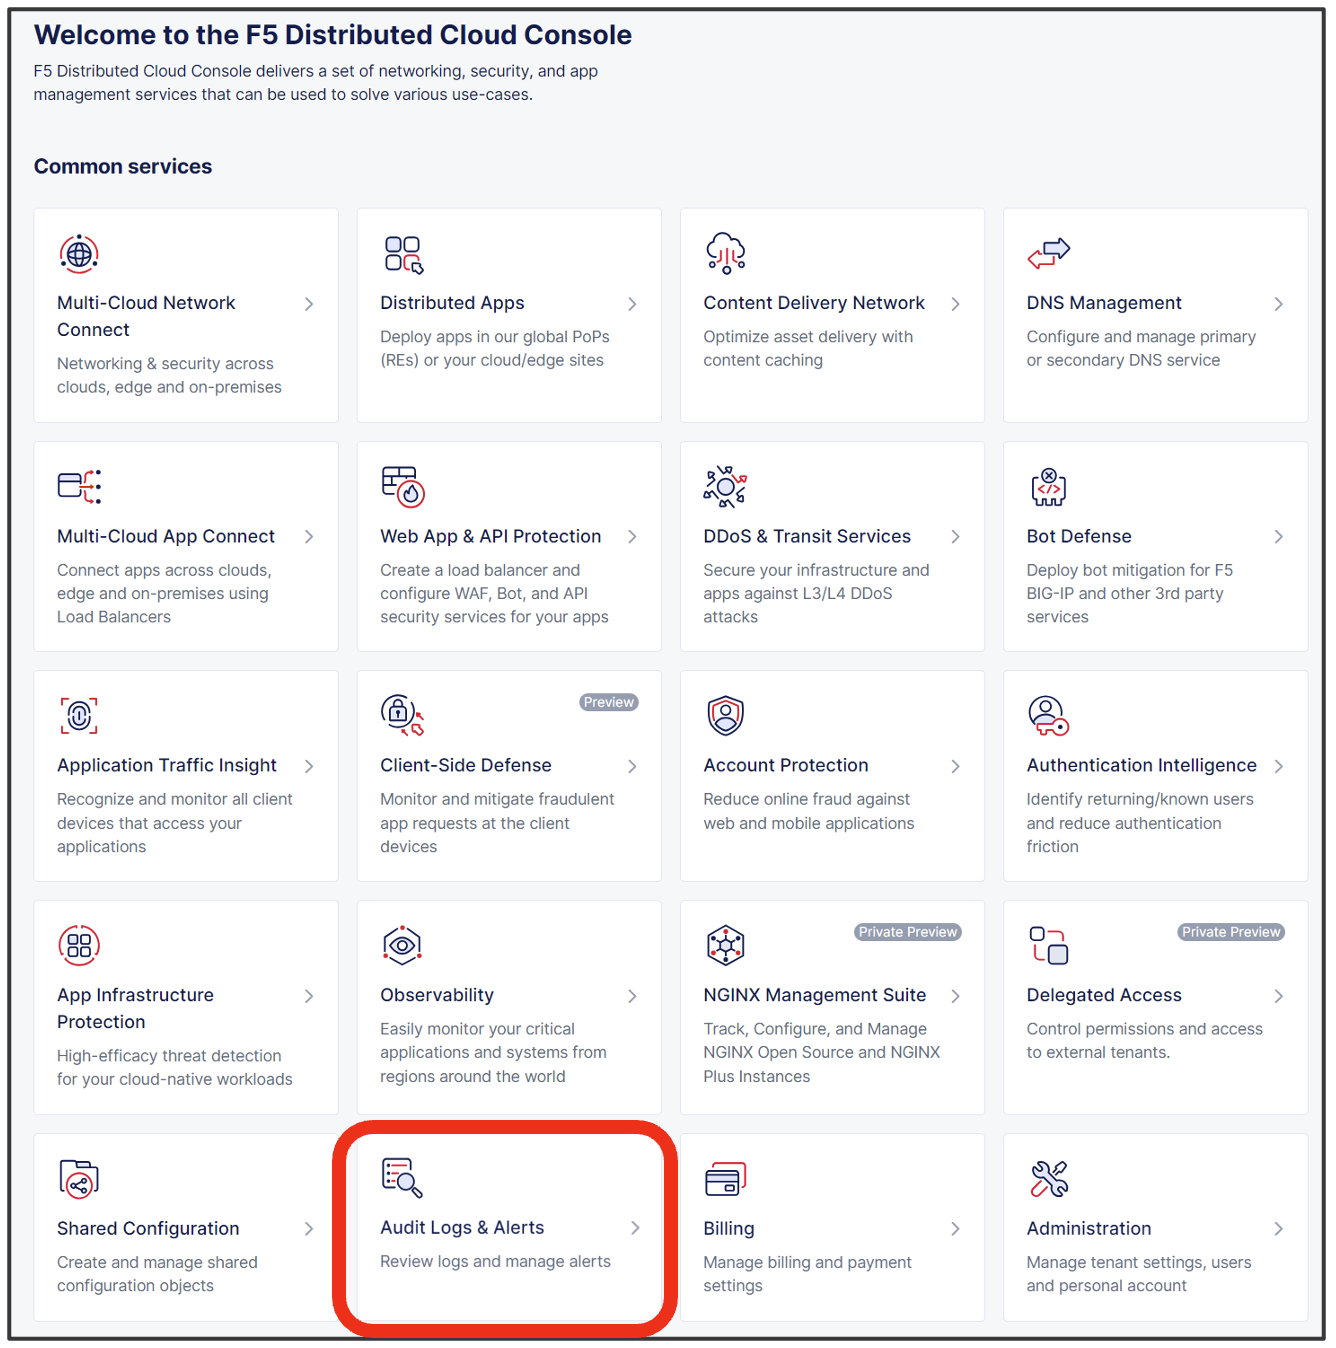 Welcome to the F5 Distributed Cloud Console
F5 Distributed Cloud Console delivers a set of networking, security, and app
management services that can be used to solve various use-cases.
Common services
Multi-Cloud Network
Connect
Networking & security across
clouds, edge and on-premises
Distributed Apps
Deploy apps in our global PoPs
(REs) or your cloud/edge sites
Content Delivery Network
Optimize asset delivery with
content caching
DNS Management
Configure and manage primary
or secondary DNS service
Multi-Cloud App Connect
Connect apps across clouds,
edge and on-premises using
Load Balancers
Web App & API Protection
Create a load balancer and
configure WAF, Bot, and API
security services for your apps
DDoS & Transit Services
Secure your infrastructure and
apps against L3/L4 DDoS
attacks
Bot Defense
Deploy bot mitigation for F5
BIG-IP and other 3rd party
services
Application Traffic Insight
Recognize and monitor all client
devices that access your
applications
Preview
Client-Side Defense
Monitor and mitigate fraudulent
app requests at the client
devices
Account Protection
Reduce online fraud against
web and mobile applications
Authentication Intelligence
Identify returning/known users
and reduce authentication
friction
App Infrastructure
Protection
High-efficacy threat detection
for your cloud-native workloads
Observability
Easily monitor your critical
applications and systems from
regions around the world
Private Preview
NGINX Management Suite
Track, Configure, and Manage
NGINX Open Source and NGINX
Plus Instances
Private Preview
Delegated Access
Control permissions and access
to external tenants.
Shared Configuration
Create and manage shared
configuration objects
Audit Logs & Alerts
Review logs and manage alerts
Billing
Manage billing and payment
settings
Administration
Manage tenant settings, users
and personal account